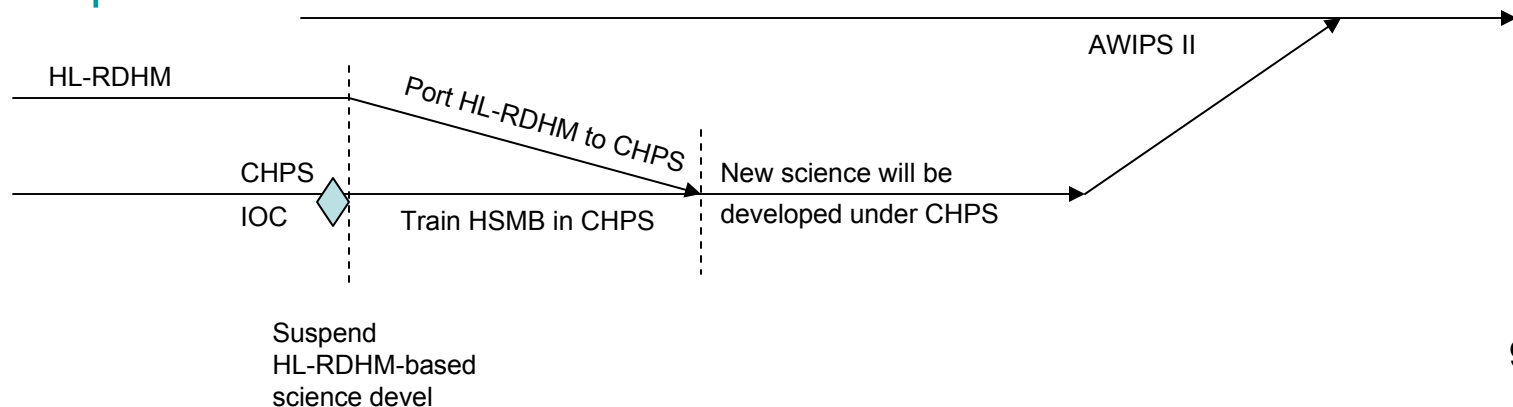 AWIPS II
HL-RDHM
Port HL-RDHM to CHPS
CHPS
IOC
Train HSMB in CHPS
New science will be
developed under CHPS
Suspend
HL-RDHM-based
science devel